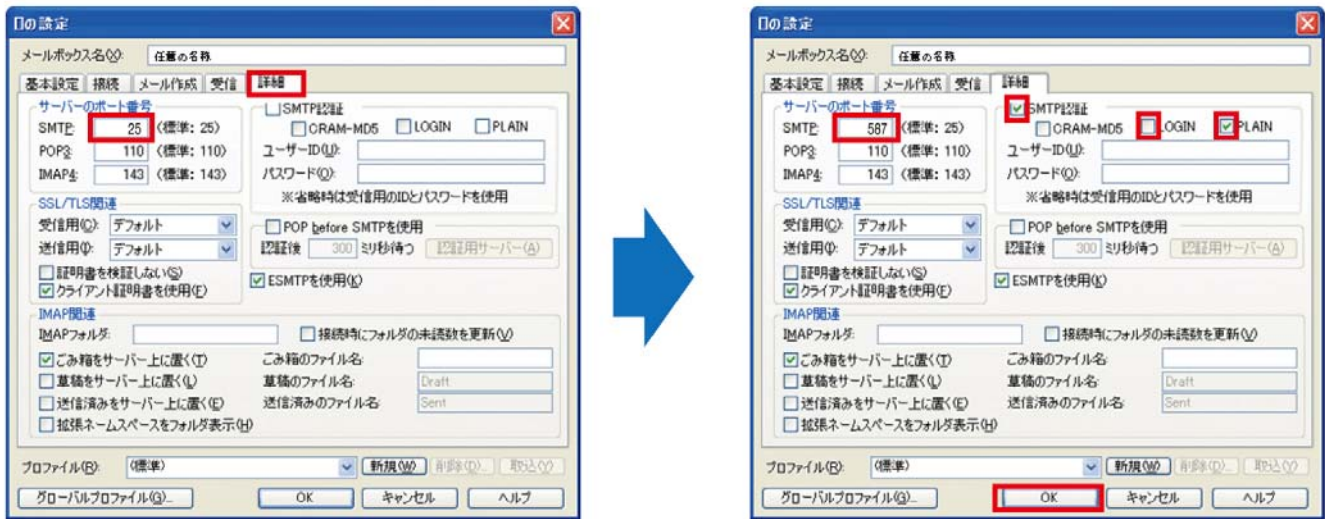 目の設定
メールボックス名(X): 任意の名称
基本設定 接続 メール作成 受信 詳細
サーバーのポート番号
SMTP: 25 (標準: 25)
POP3: 110 (標準: 110)
IMAP4: 143 (標準: 143)
SMTP認証
CRAM-MD5 LOGIN PLAIN
ユーザーID(U):
パスワード(O):
※省略時は受信用のIDとパスワードを使用
SSL/TLS関連
受信用(C): デフォルト
送信用(I): デフォルト
証明書を検証しない(S)
クライアント証明書を使用(F)
POP before SMTPを使用
認証後 300 ミリ秒待つ 認証用サーバー(A)
ESMTPを使用(K)
IMAP関連
IMAPフォルダ: 接続時にフォルダの未読数を更新(V)
ごみ箱をサーバー上に置く(T) ごみ箱のファイル名:
草稿をサーバー上に置く(L) 草稿のファイル名: Draft
送信済みをサーバー上に置く(E) 送信済みのファイル名: Sent
拡張ネームスペースをフォルダ表示(H)
プロファイル(R): (標準) 新規(W) 削除(D)... 取込(Y)
グローバルプロファイル(G)... OK キャンセル ヘルプ
目の設定
メールボックス名(X): 任意の名称
基本設定 接続 メール作成 受信 詳細
サーバーのポート番号
SMTP: 587 (標準: 25)
POP3: 110 (標準: 110)
IMAP4: 143 (標準: 143)
SMTP認証
CRAM-MD5 LOGIN PLAIN
ユーザーID(U):
パスワード(O):
※省略時は受信用のIDとパスワードを使用
SSL/TLS関連
受信用(C): デフォルト
送信用(I): デフォルト
証明書を検証しない(S)
クライアント証明書を使用(F)
POP before SMTPを使用
認証後 300 ミリ秒待つ 認証用サーバー(A)
ESMTPを使用(K)
IMAP関連
IMAPフォルダ: 接続時にフォルダの未読数を更新(V)
ごみ箱をサーバー上に置く(T) ごみ箱のファイル名:
草稿をサーバー上に置く(L) 草稿のファイル名: Draft
送信済みをサーバー上に置く(E) 送信済みのファイル名: Sent
拡張ネームスペースをフォルダ表示(H)
プロファイル(R): (標準) 新規(W) 削除(D)... 取込(Y)
グローバルプロファイル(G)... OK キャンセル ヘルプ